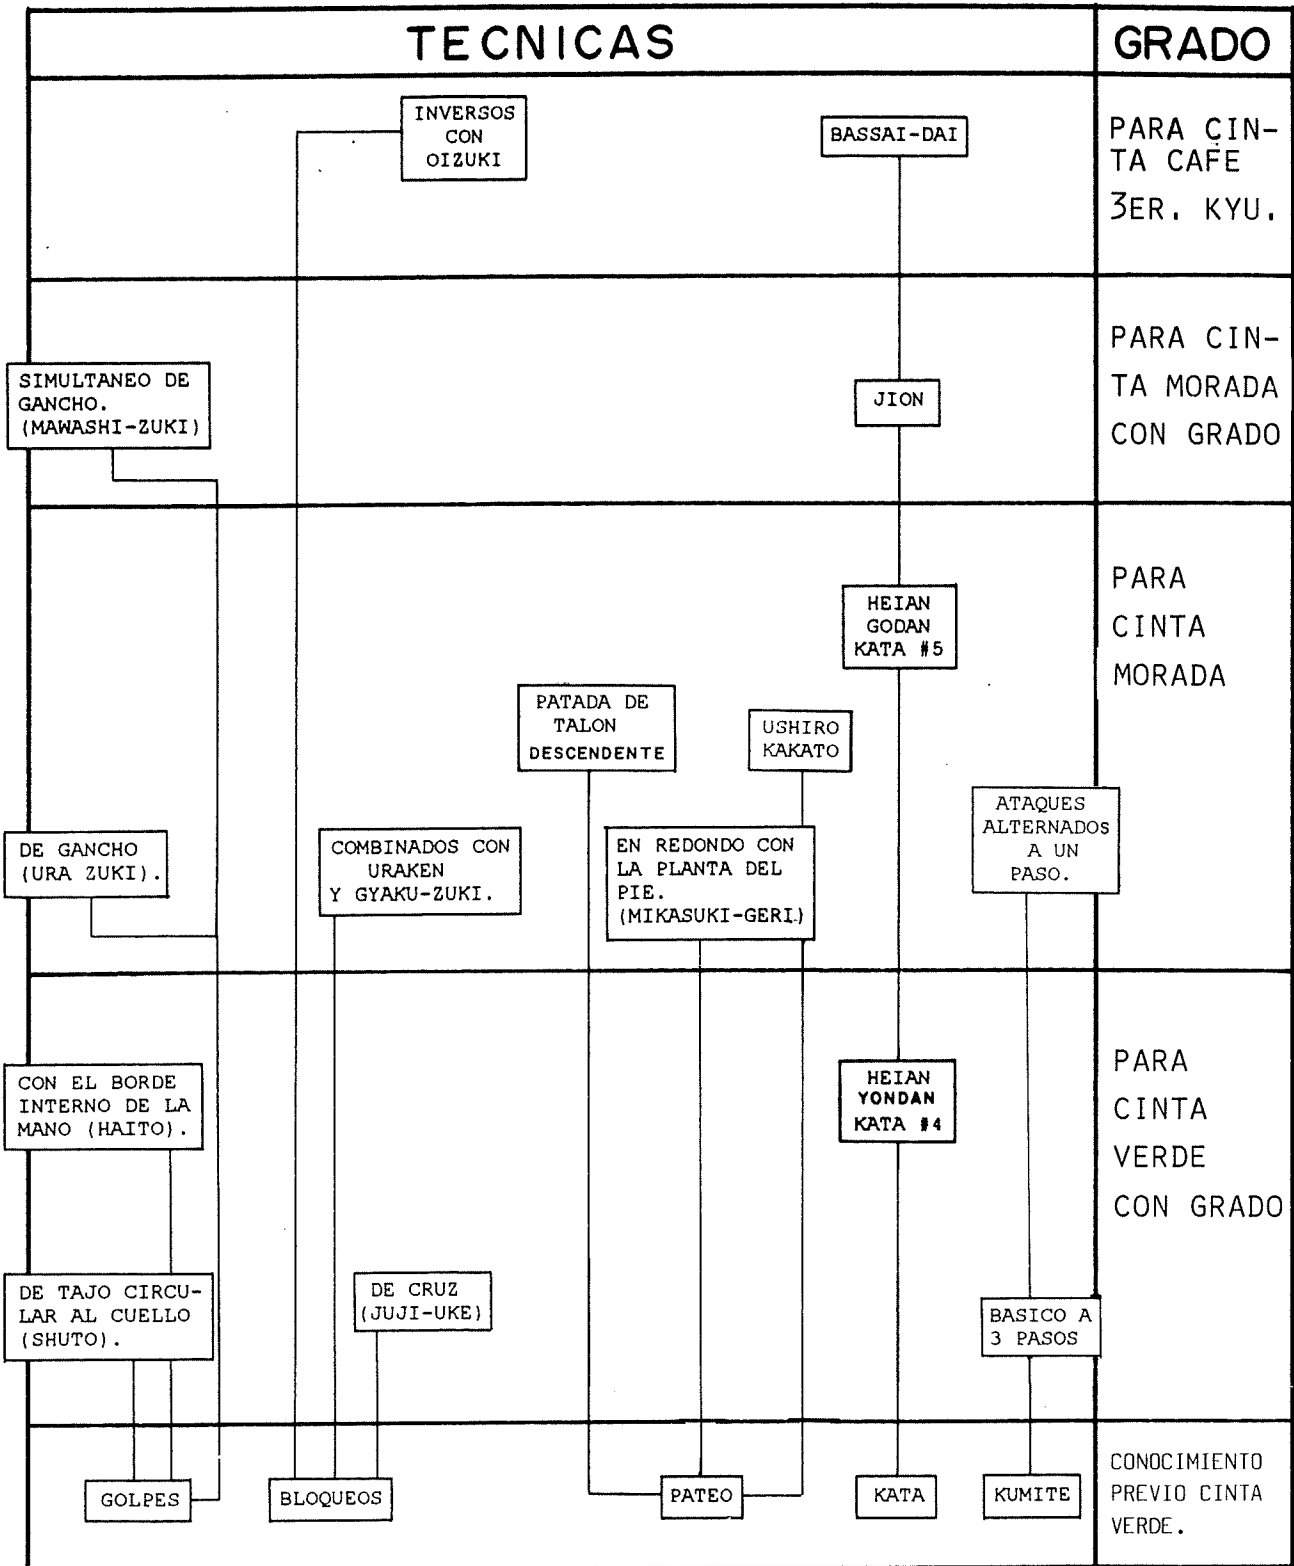 TECNICAS
GRADO
INVERSOS
CON
OIZUKI
BASSAI-DAI
PARA CIN-
TA CAFE
3ER. KYU.
SIMULTANEO DE
GANCHO.
(MAWASHI-ZUKI)
JION
PARA CIN-
TA MORADA
CON GRADO
HEIAN
GODAN
KATA #5
PARA
CINTA
MORADA
PATADA DE
TALON
DESCENDENTE
USHIRO
KAKATO
ATAQUES
ALTERNADOS
A UN
PASO.
DE GANCHO
(URA ZUKI).
COMBINADOS CON
URAKEN
Y GYAKU-ZUKI.
EN REDONDO CON
LA PLANTA DEL
PIE.
(MIKASUKI-GERI.)
CON EL BORDE
INTERNO DE LA
MANO (HAITO).
HEIAN
YONDAN
KATA #4
PARA
CINTA
VERDE
CON GRADO
DE TAJO CIRCU-
LAR AL CUELLO
(SHUTO).
DE CRUZ
(JUJI-UKE)
BASICO A
3 PASOS
GOLPES
BLOQUEOS
PATEO
KATA
KUMITE
CONOCIMIENTO
PREVIO CINTA
VERDE.